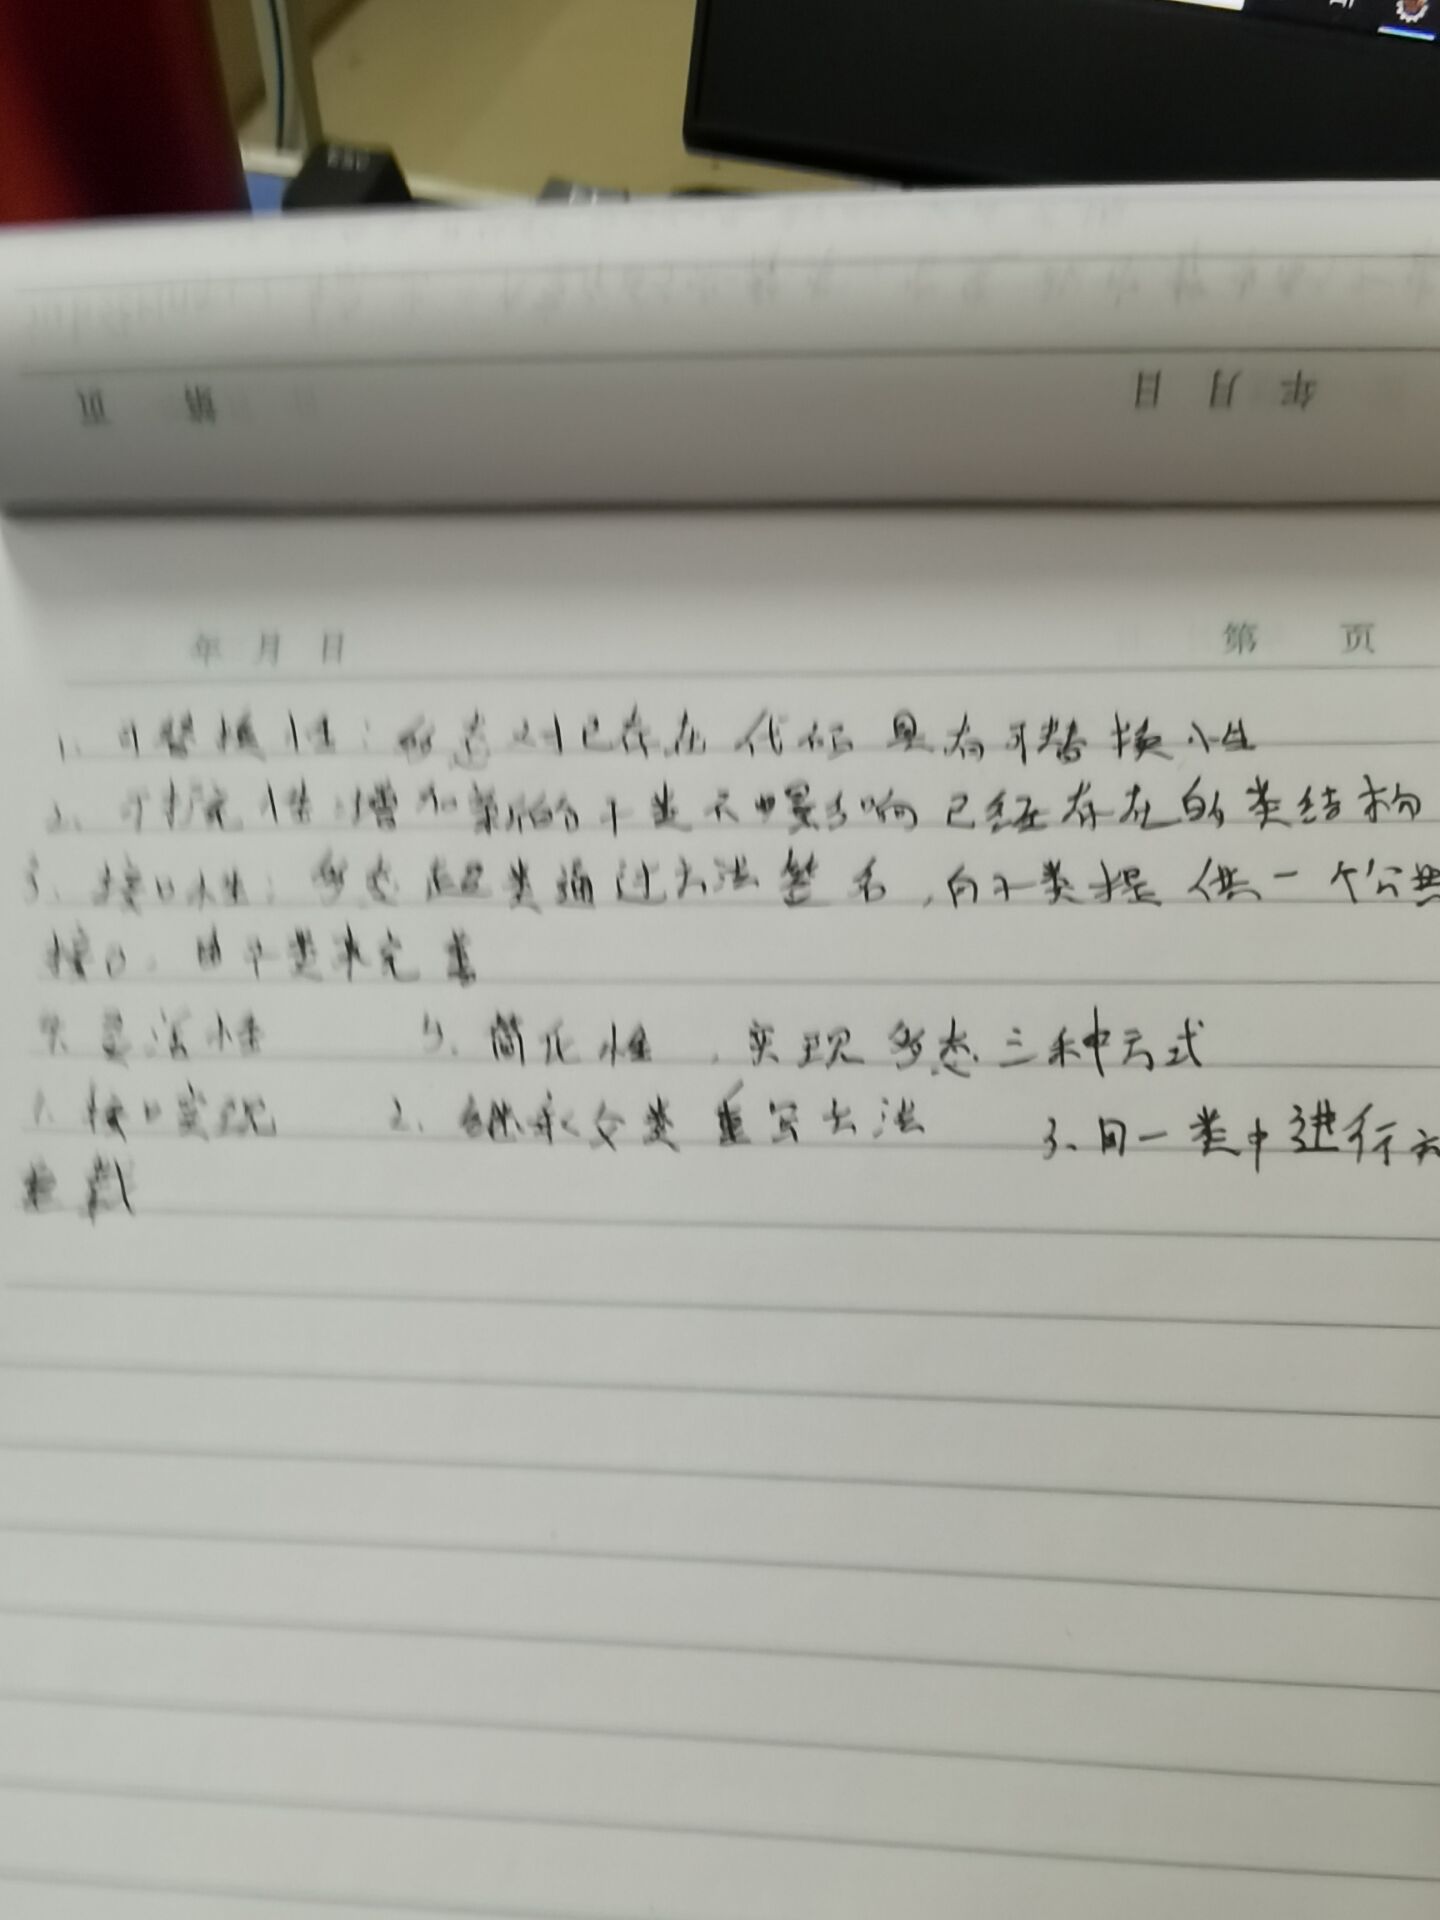 ESC
年 月 日
第 页
年 月 日 第 页
1. 可替换性：多态对已存在代码具有可替换性
2. 可扩充性：增加新的子类不影响已经存在的类结构
3. 接口性：多态是超类通过方法签名，向子类提供一个公共
接口，由子类来完善
4. 灵活性 5. 简化性，实现多态三种方式
1. 接口实现 2. 继承父类重写方法 3. 同一类中进行方
重载